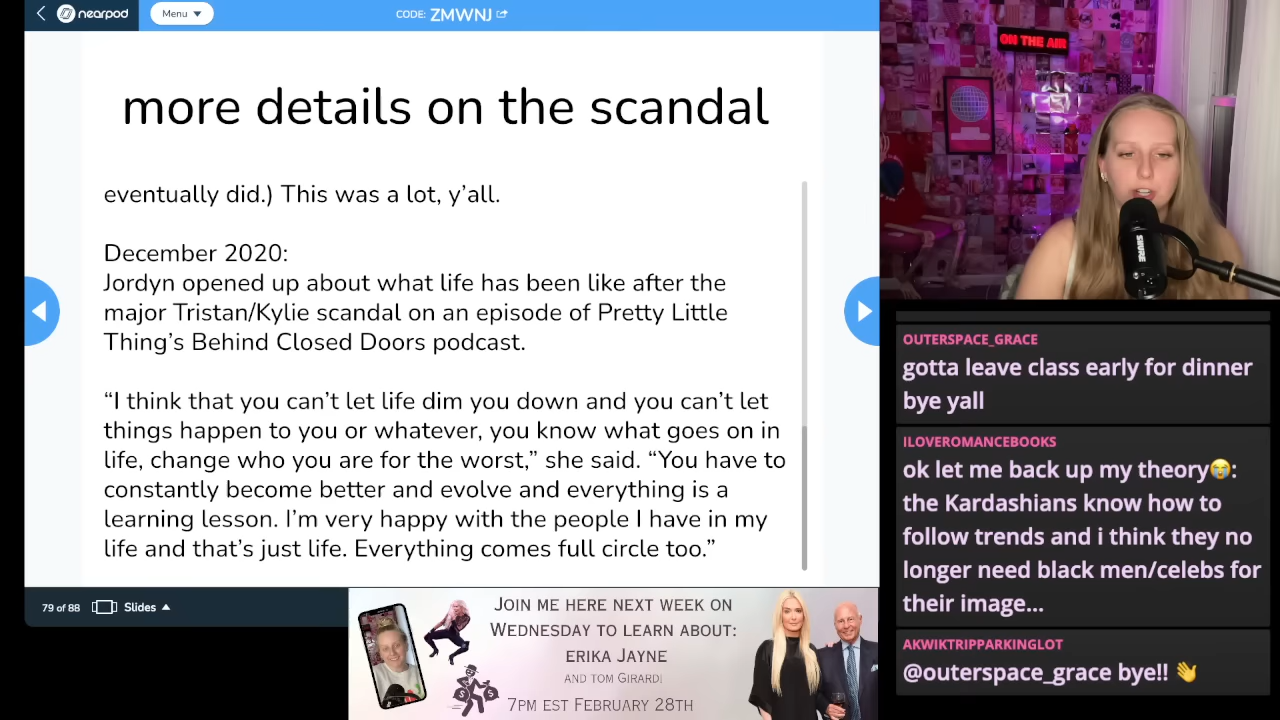 nearpod
Menu
CODE: ZMWNJ
more details on the scandal
eventually did.) This was a lot, y’all.
December 2020:
Jordyn opened up about what life has been like after the
major Tristan/Kylie scandal on an episode of Pretty Little
Thing’s Behind Closed Doors podcast.
“I think that you can’t let life dim you down and you can’t let
things happen to you or whatever, you know what goes on in
life, change who you are for the worst,” she said. “You have to
constantly become better and evolve and everything is a
learning lesson. I’m very happy with the people I have in my
life and that’s just life. Everything comes full circle too.”
79 of 88
Slides
JOIN ME HERE NEXT WEEK ON
WEDNESDAY TO LEARN ABOUT:
ERIKA JAYNE
AND TOM GIRARDI
7PM EST FEBRUARY 28TH
ON THE AIR
SHURE
OUTERSPACE_GRACE
gotta leave class early for dinner
bye yall
ILOVEROMANCEBOOKS
ok let me back up my theory😭:
the Kardashians know how to
follow trends and i think they no
longer need black men/celebs for
their image...
AKWIKTRIPPARKINGLOT
@outerspace_grace bye!! 👋